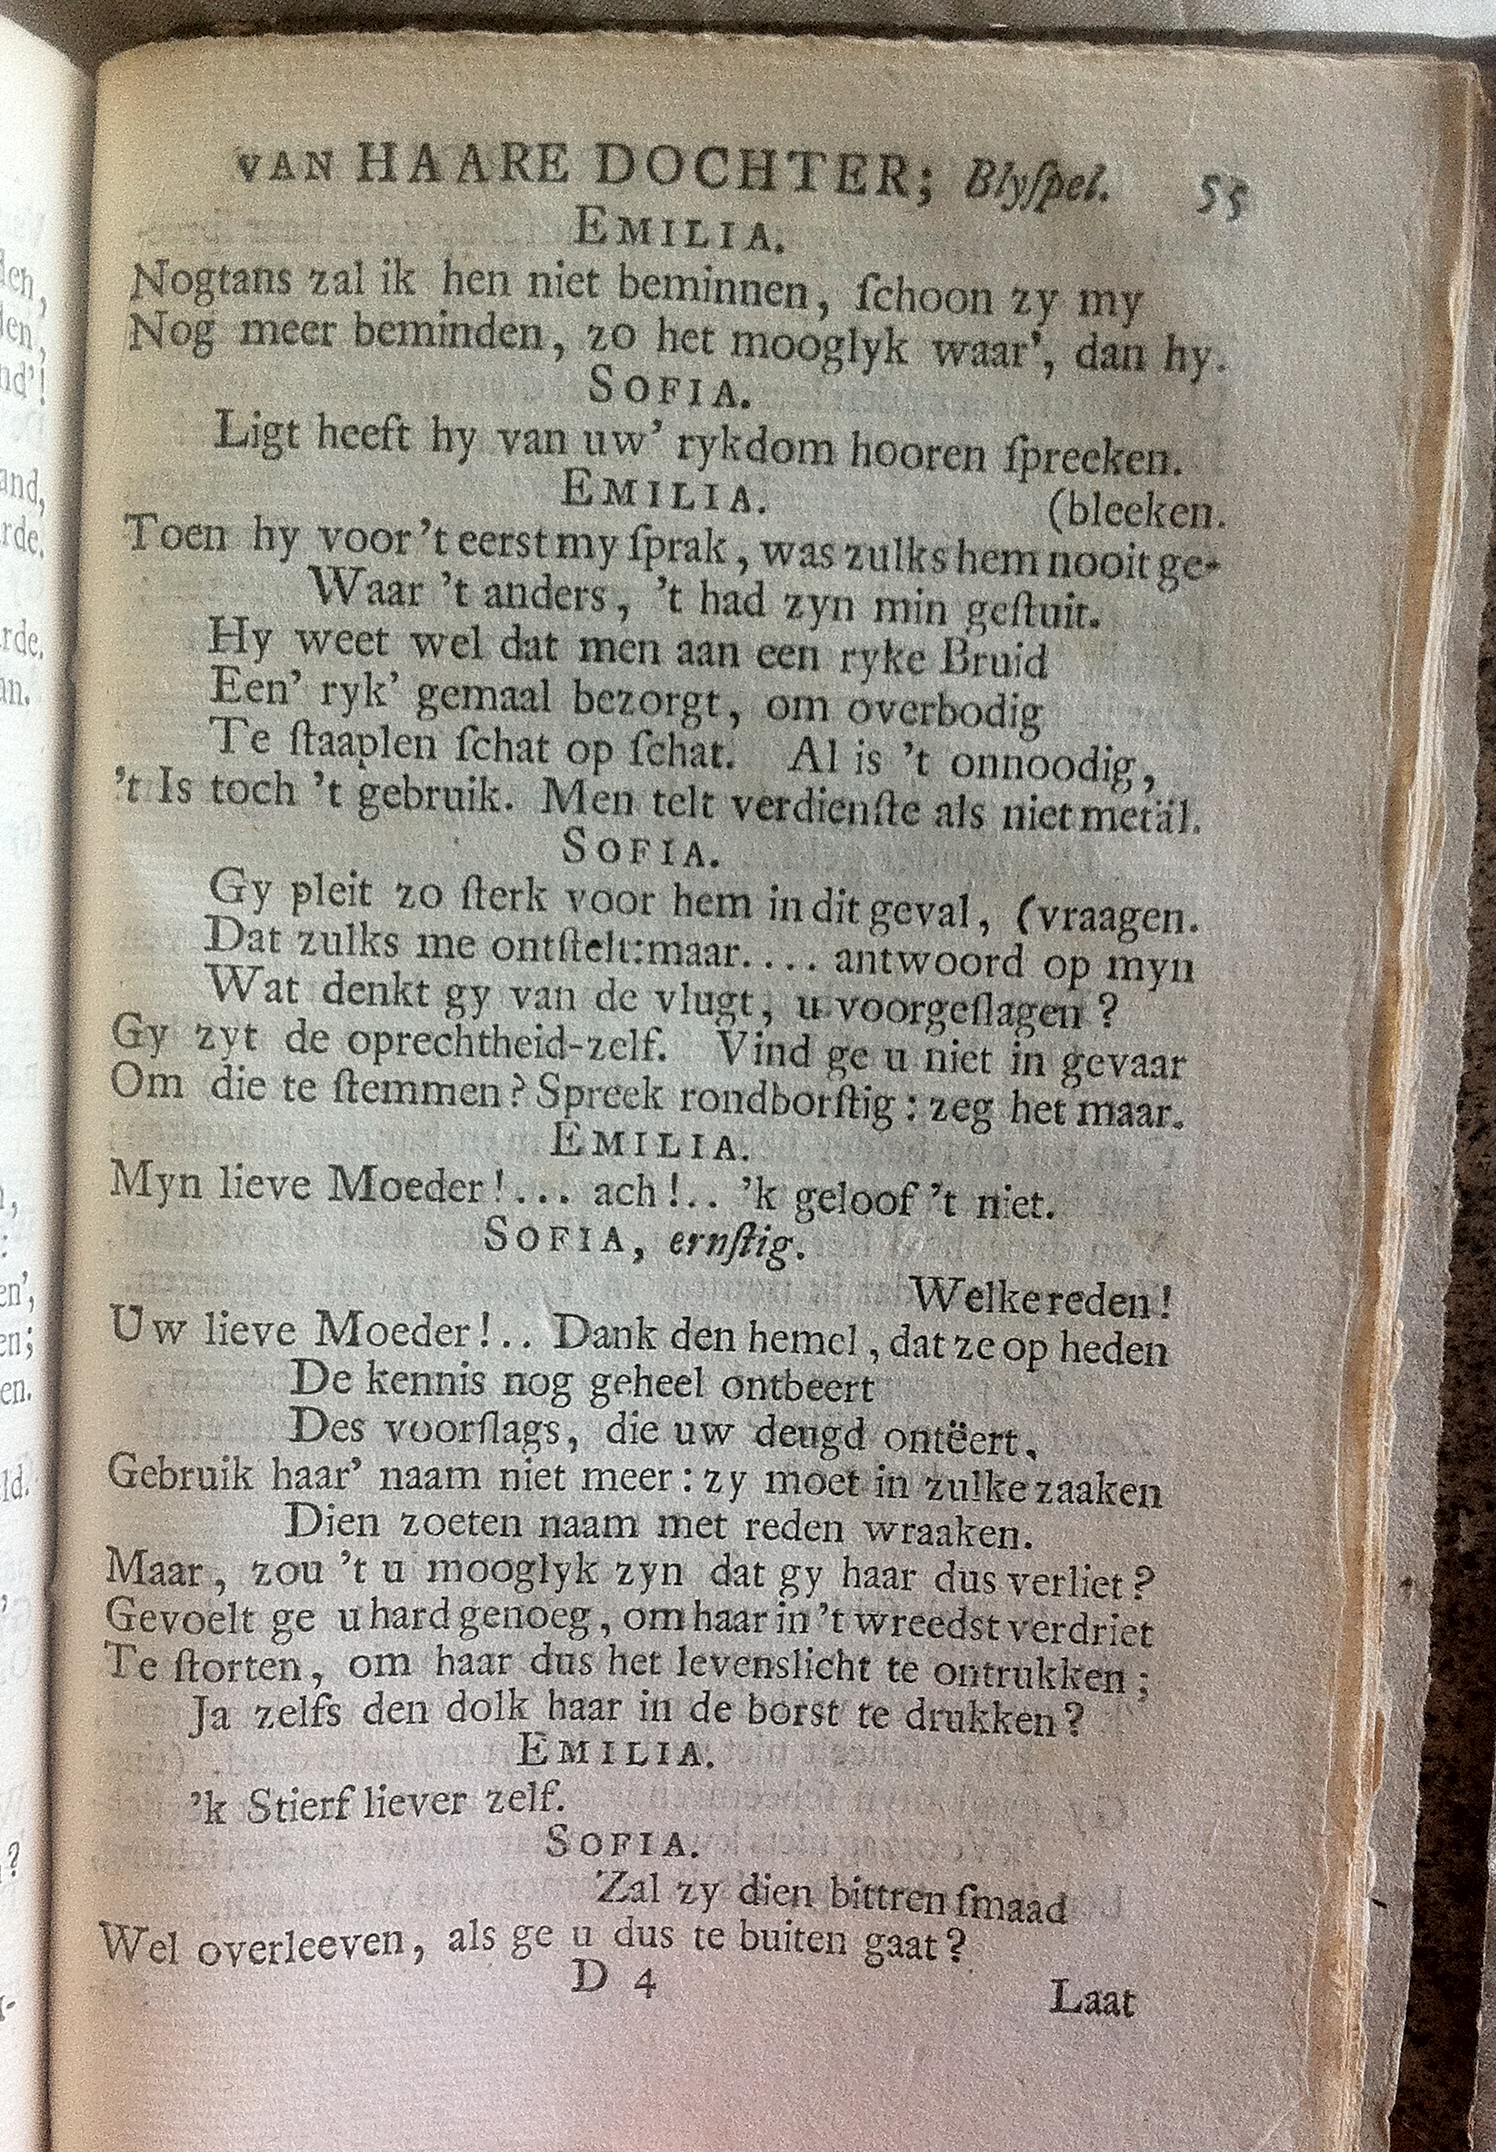 VAN HAARE DOCHTER; Blyſpel. 55
EMILIA.
Nogtans zal ik hen niet beminnen, ſchoon zy my
Nog meer beminden, zo het mooglyk waar', dan hy.
SOFIA.
Ligt heeft hy van uw' rykdom hooren ſpreeken.
EMILIA. (bleeken.
Toen hy voor 't eerst my ſprak, was zulks hem nooit ge-
Waar 't anders, 't had zyn min geſtuit.
Hy weet wel dat men aan een ryke Bruid
Een' ryk' gemaal bezorgt, om overbodig
Te ſtaaplen ſchat op ſchat. Al is 't onnoodig,
't Is toch 't gebruik. Men telt verdienſte als niet metäl.
SOFIA.
Gy pleit zo ſterk voor hem in dit geval, (vraagen.
Dat zulks me ontſtelt: maar.... antwoord op myn
Wat denkt gy van de vlugt, u voorgeſlagen?
Gy zyt de oprechtheid-zelf. Vind ge u niet in gevaar
Om die te ſtemmen? Spreek rondborſtig: zeg het maar.
EMILIA.
Myn lieve Moeder!... ach!.. 'k geloof 't niet.
SOFIA, ernſtig.
Welke reden!
Uw lieve Moeder!.. Dank den hemel, dat ze op heden
De kennis nog geheel ontbeert
Des voorſlags, die uw deugd ontëert.
Gebruik haar' naam niet meer: zy moet in zulke zaaken
Dien zoeten naam met reden wraaken.
Maar, zou 't u mooglyk zyn dat gy haar dus verliet?
Gevoelt ge u hard genoeg, om haar in 't wreedst verdriet
Te ſtorten, om haar dus het levenslicht te ontrukken;
Ja zelfs den dolk haar in de borst te drukken?
EMILIA.
'k Stierf liever zelf.
SOFIA.
Zal zy dien bittren ſmaad
Wel overleeven, als ge u dus te buiten gaat?
D 4
Laat